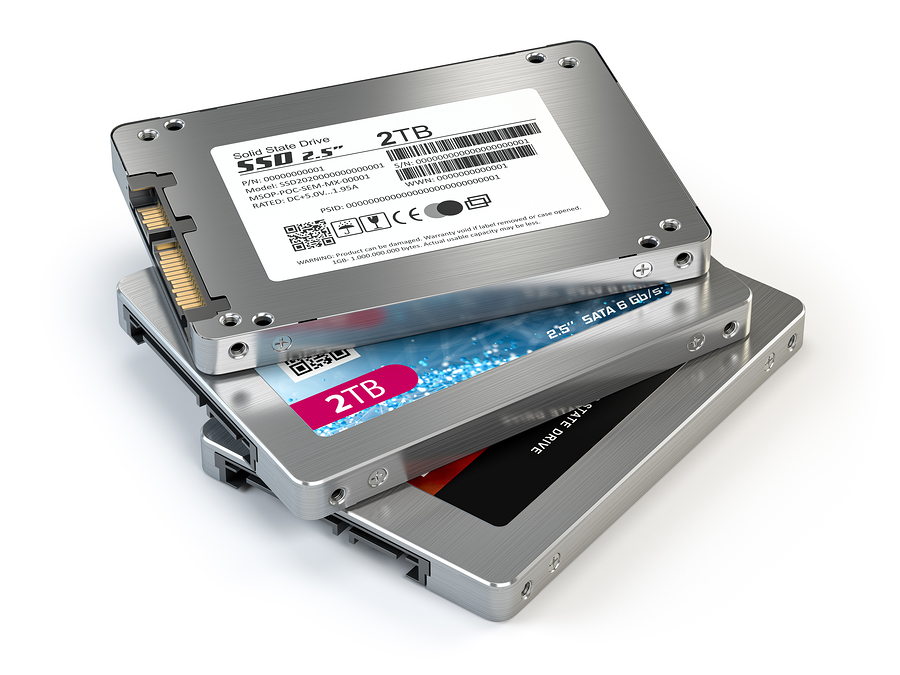 Solid State Drive
SSD 2.5"
2TB
P/N: 00000000001
Model: SSD2020000000000000001
MSOP-POC-SEM-MX-00001
RATED: DC+5.0V...1.95A
S/N: 0000000000000000000001
WWN: 0000000000000001
PSID: 00000000000000000000000000000001
CE
WARNING: Product can be damaged. Warranty void if label removed or case opened.
1GB- 1.000.000.000 bytes. Actual usable capacity may be less.
2.5" SATA 6 Gb/s
2TB
STATE DRIVE